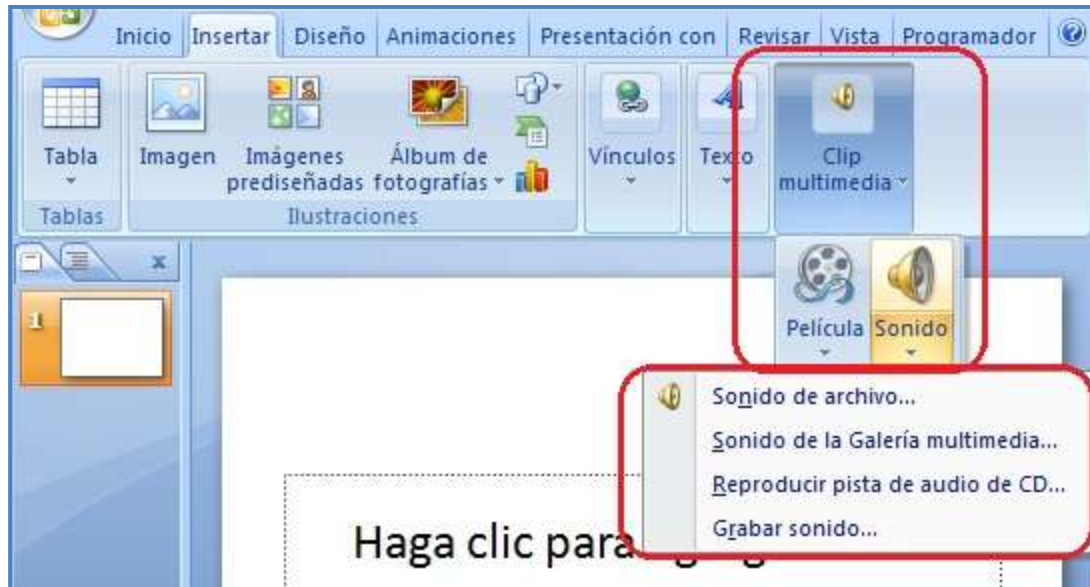 Inicio Insertar Diseño Animaciones Presentación con Revisar Vista Programador
Tabla Imagen Imágenes prediseñadas Álbum de fotografías Vínculos Texto Clip multimedia
Tablas Ilustraciones
Película Sonido
1
Sonido de archivo...
Sonido de la Galería multimedia...
Reproducir pista de audio de CD...
Grabar sonido...
Haga clic para